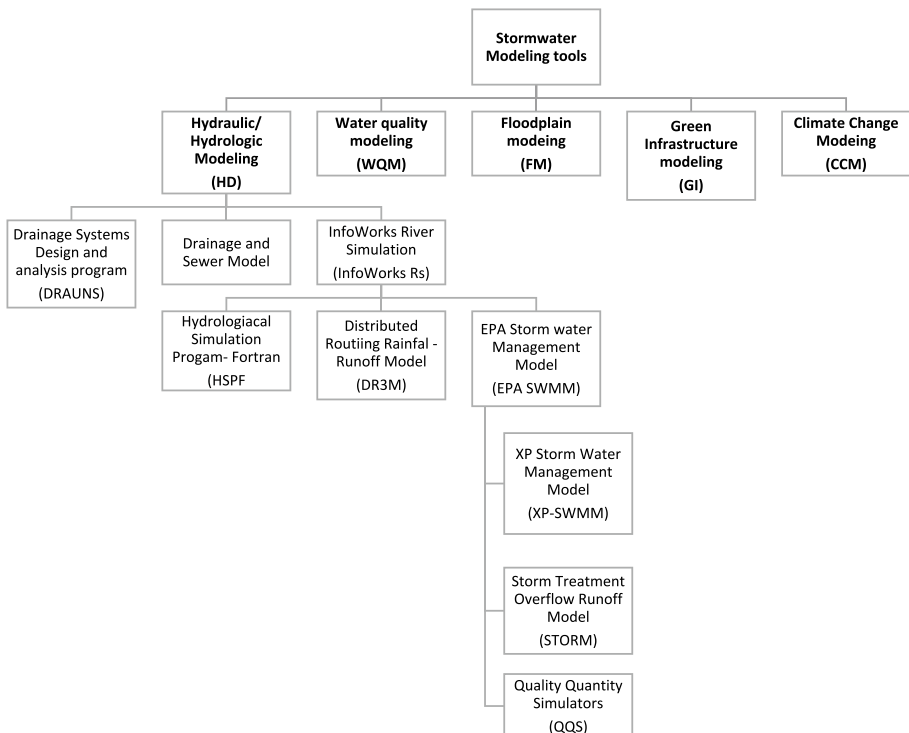 Stormwater
Modeling tools
Hydraulic/
Hydrologic
Modeling
(HD)
Water quality
modeling
(WQM)
Floodplain
modeing
(FM)
Green
Infrastructure
modeling
(GI)
Climate Change
Modeing
(CCM)
Drainage Systems
Design and
analysis program
(DRAUNS)
Drainage and
Sewer Model
InfoWorks River
Simulation
(InfoWorks Rs)
Hydrologiacal
Simulation
Progam- Fortran
(HSPF
Distributed
Routiing Rainfal -
Runoff Model
(DR3M)
EPA Storm water
Management
Model
(EPA SWMM)
XP Storm Water
Management
Model
(XP-SWMM)
Storm Treatment
Overflow Runoff
Model
(STORM)
Quality Quantity
Simulators
(QQS)